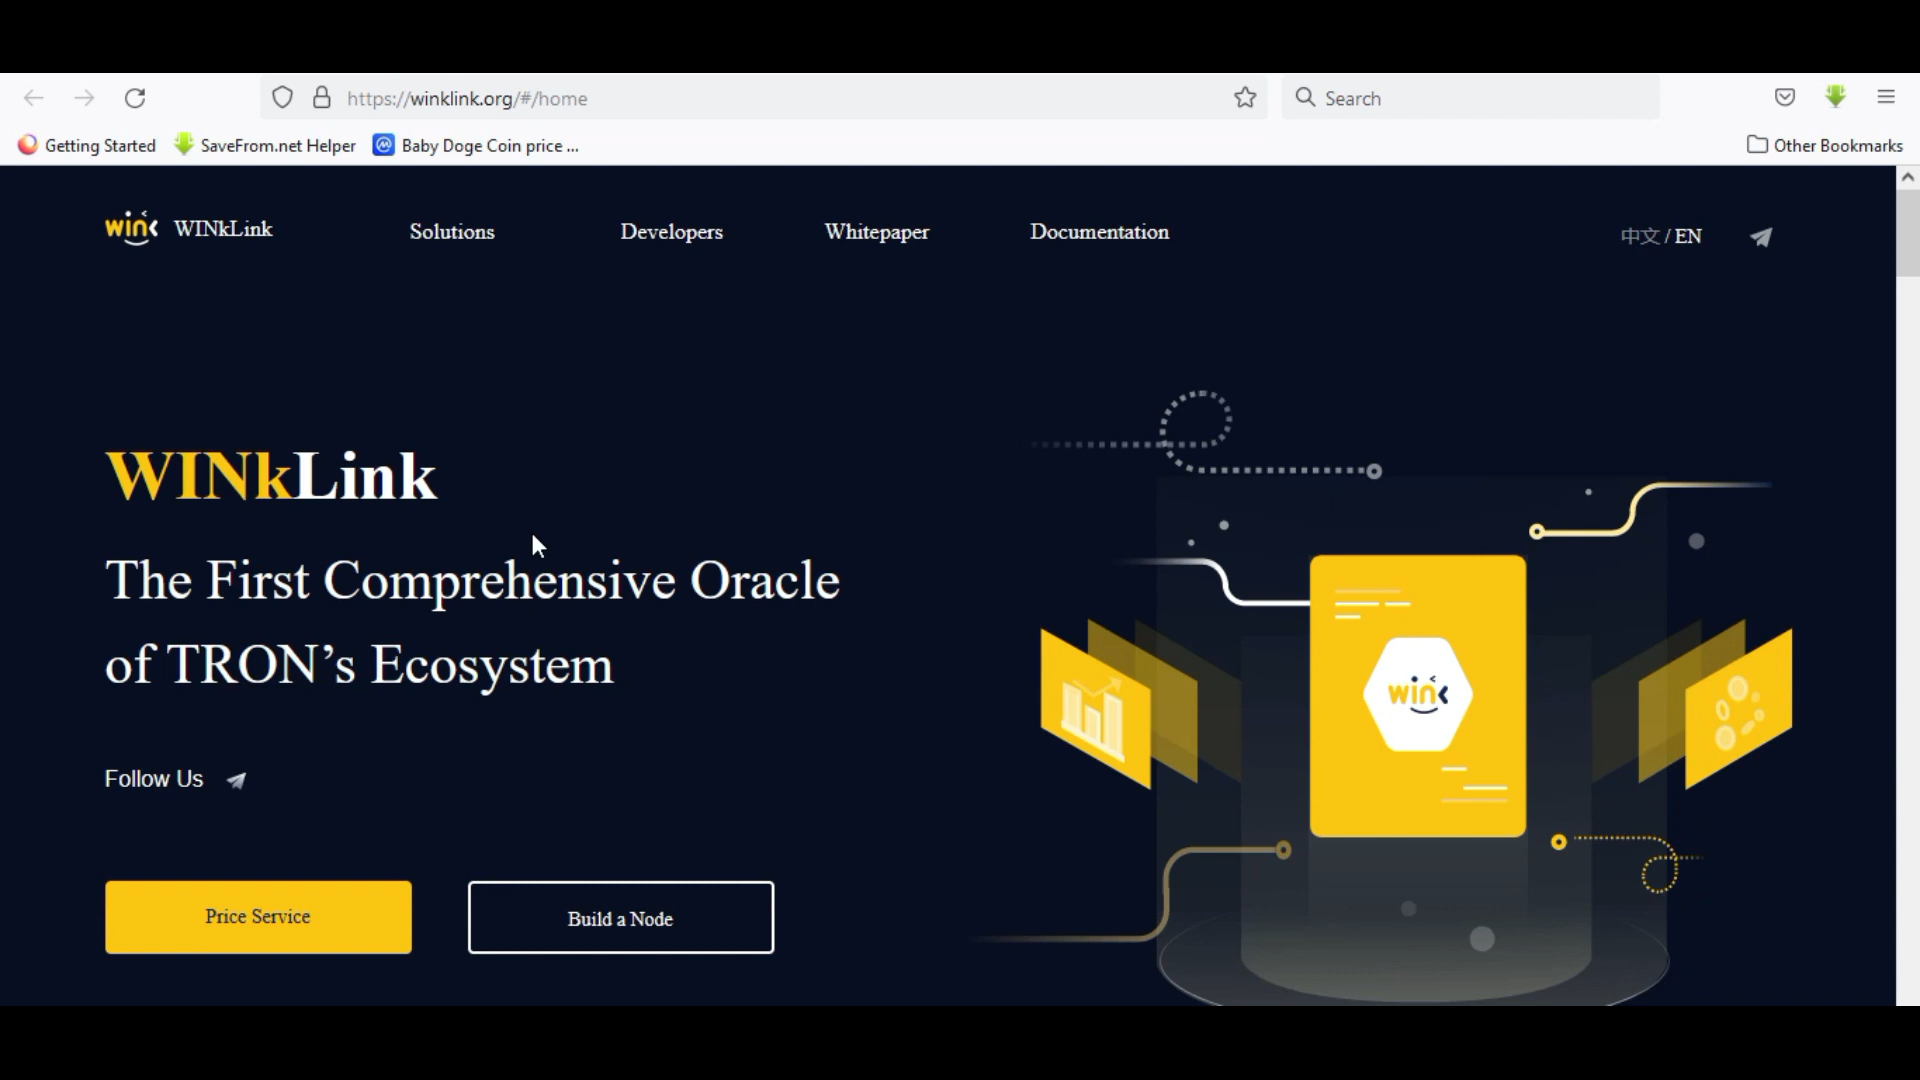 https://winklink.org/#/home
Search
Getting Started
SaveFrom.net Helper
Baby Doge Coin price ...
Other Bookmarks
wink WINkLink
Solutions
Developers
Whitepaper
Documentation
中文 / EN
WINkLink
The First Comprehensive Oracle
of TRON’s Ecosystem
Follow Us
Price Service
Build a Node
wink